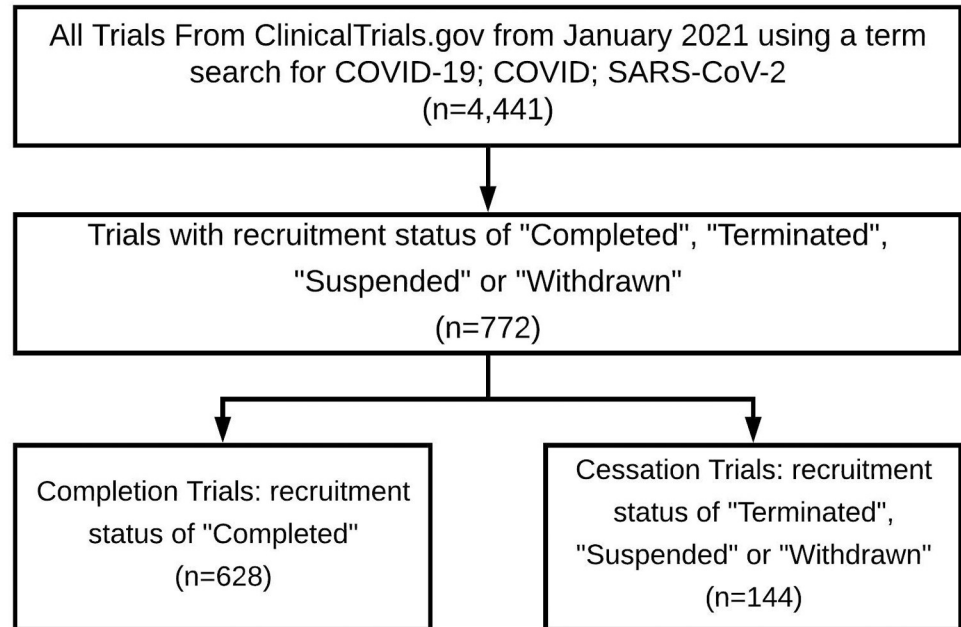 All Trials From ClinicalTrials.gov from January 2021 using a term
search for COVID-19; COVID; SARS-CoV-2
(n=4,441)
Trials with recruitment status of "Completed", "Terminated",
"Suspended" or "Withdrawn"
(n=772)
Completion Trials: recruitment
status of "Completed"
(n=628)
Cessation Trials: recruitment
status of "Terminated",
"Suspended" or "Withdrawn"
(n=144)